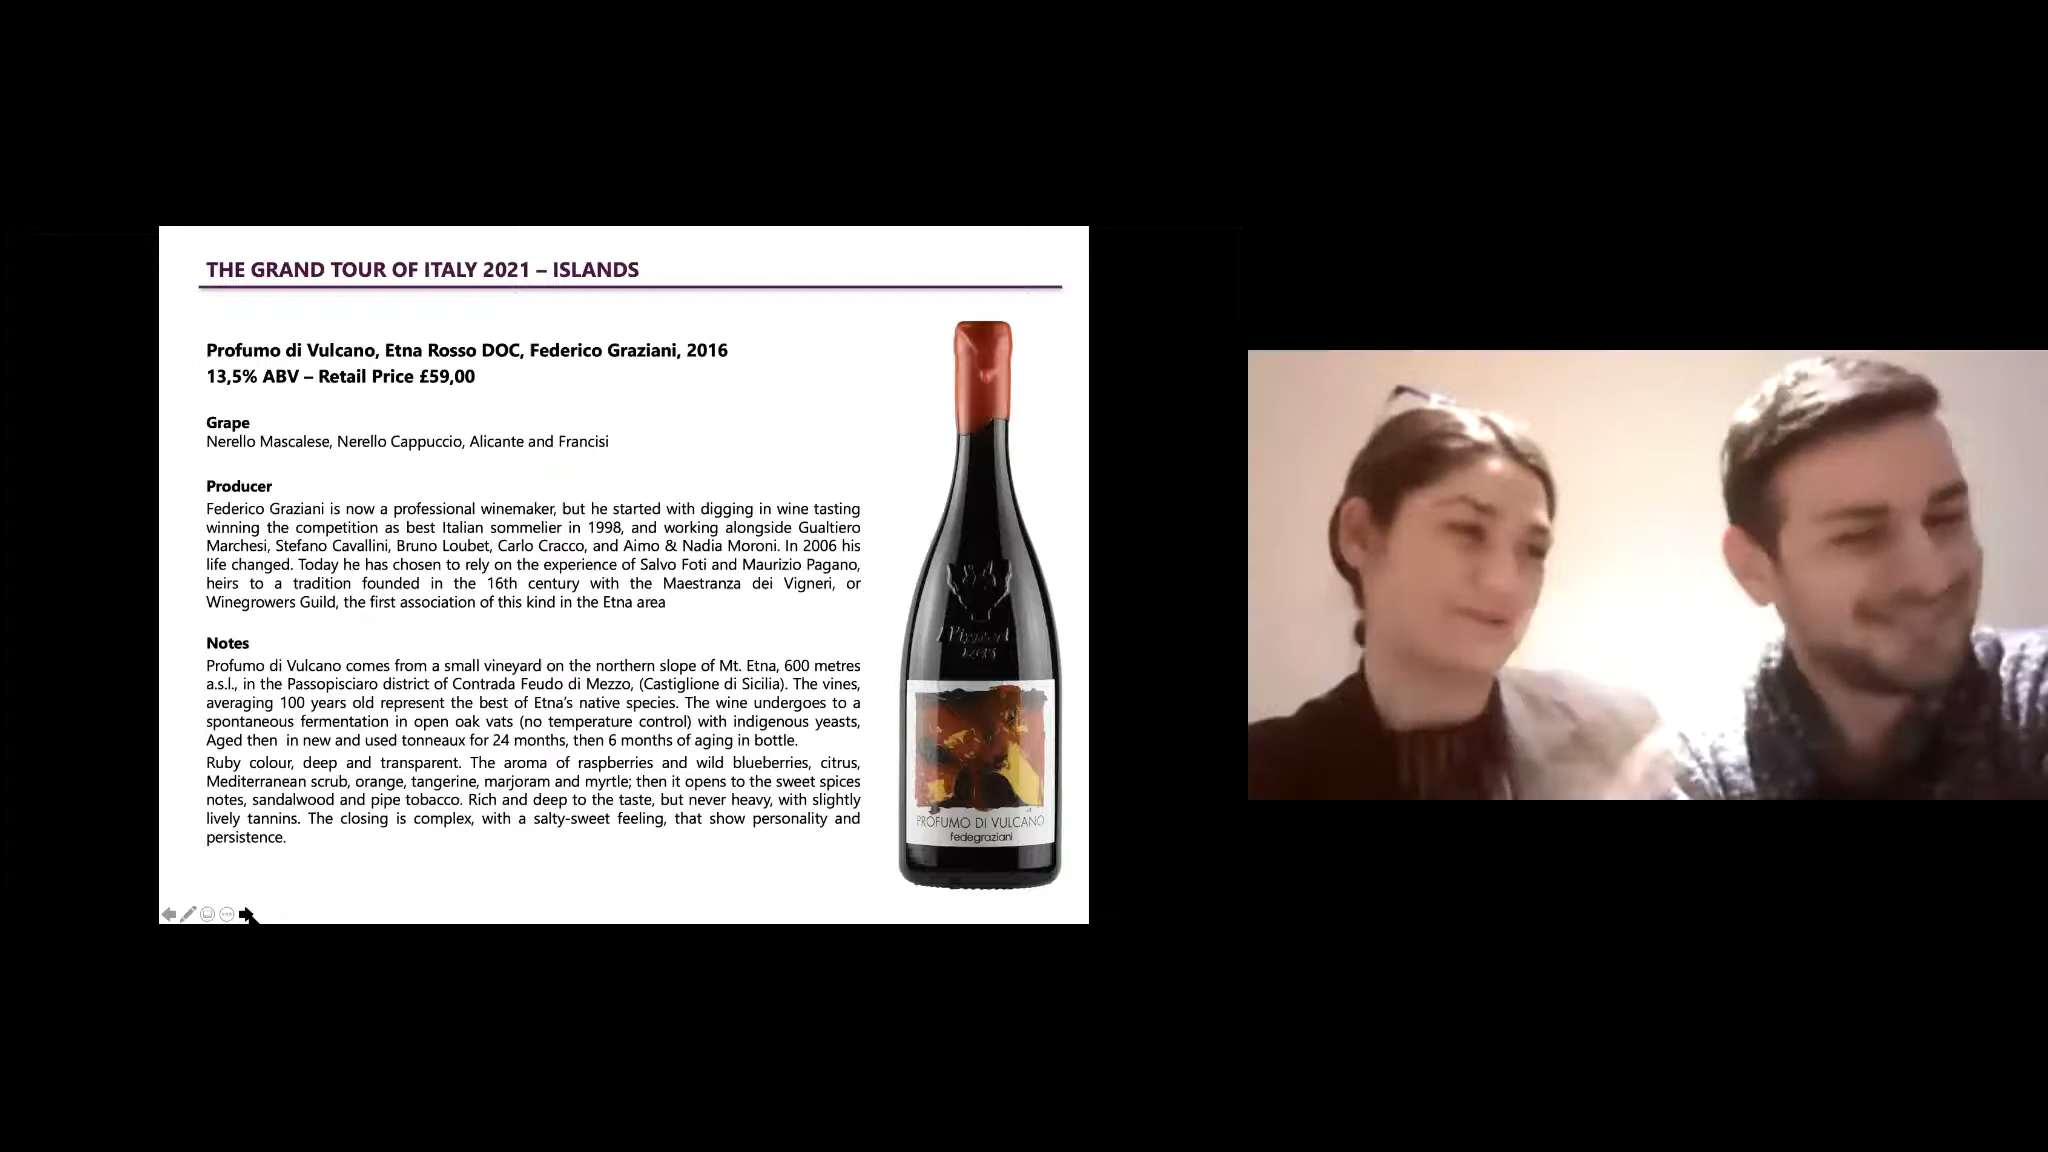 THE GRAND TOUR OF ITALY 2021 – ISLANDS
Profumo di Vulcano, Etna Rosso DOC, Federico Graziani, 2016
13,5% ABV – Retail Price £59,00
Grape
Nerello Mascalese, Nerello Cappuccio, Alicante and Francisi
Producer
Federico Graziani is now a professional winemaker, but he started with digging in wine tasting
winning the competition as best Italian sommelier in 1998, and working alongside Gualtiero
Marchesi, Stefano Cavallini, Bruno Loubet, Carlo Cracco, and Aimo & Nadia Moroni. In 2006 his
life changed. Today he has chosen to rely on the experience of Salvo Foti and Maurizio Pagano,
heirs to a tradition founded in the 16th century with the Maestranza dei Vigneri, or
Winegrowers Guild, the first association of this kind in the Etna area
Notes
Profumo di Vulcano comes from a small vineyard on the northern slope of Mt. Etna, 600 metres
a.s.l., in the Passopisciaro district of Contrada Feudo di Mezzo, (Castiglione di Sicilia). The vines,
averaging 100 years old represent the best of Etna's native species. The wine undergoes to a
spontaneous fermentation in open oak vats (no temperature control) with indigenous yeasts,
Aged then in new and used tonneaux for 24 months, then 6 months of aging in bottle.
Ruby colour, deep and transparent. The aroma of raspberries and wild blueberries, citrus,
Mediterranean scrub, orange, tangerine, marjoram and myrtle; then it opens to the sweet spices
notes, sandalwood and pipe tobacco. Rich and deep to the taste, but never heavy, with slightly
lively tannins. The closing is complex, with a salty-sweet feeling, that show personality and
persistence.
PROFUMO DI VULCANO
fedegraziani